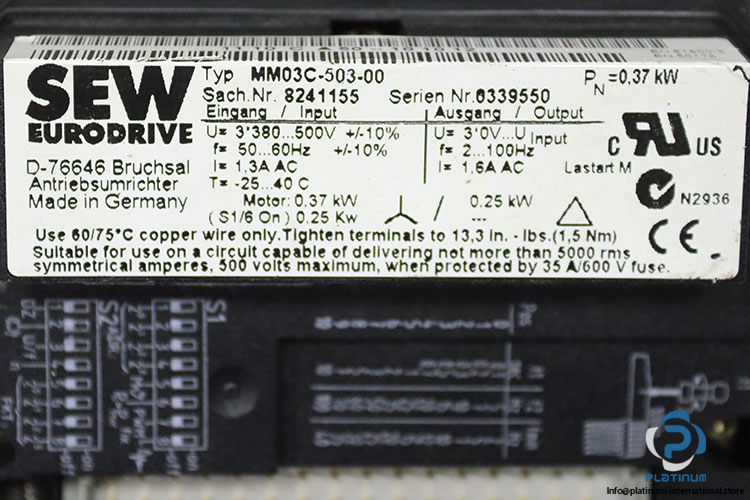 SEW
EURODRIVE
D-76646 Bruchsal
Antriebsumrichter
Made in Germany
Typ MM03C-503-00 PN=0,37 kW
Sach.Nr. 8241155 Serien Nr.6339550
Eingang / Input Ausgang / Output
U= 3*380...500V +/-10% U= 3*0V...U Input
f= 50...60Hz +/-10% f= 2...100Hz
I= 1,3A AC I= 1,6A AC Lastart M
T= -25...40 C
Motor: 0.37 kW / 0.25 kW
( S1/6 On ) 0.25 Kw / ---
C US
N2936
CE
Use 60/75°C copper wire only.Tighten terminals to 13,3 in. - lbs.(1,5 Nm)
Suitable for use on a circuit capable of delivering not more than 5000 rms
symmetrical amperes, 500 volts maximum, when protected by 35 A/600 V fuse.
S1
S2
PLATINUM
Info@platinum-international.store